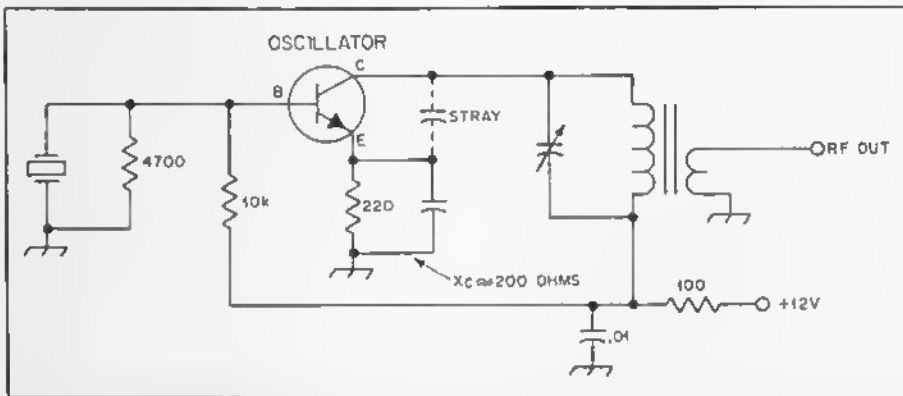 OSCILLATOR
C
B
STRAY
E
RF OUT
4700
10k
220
XC≈200 OHMS
100
+12V
.01